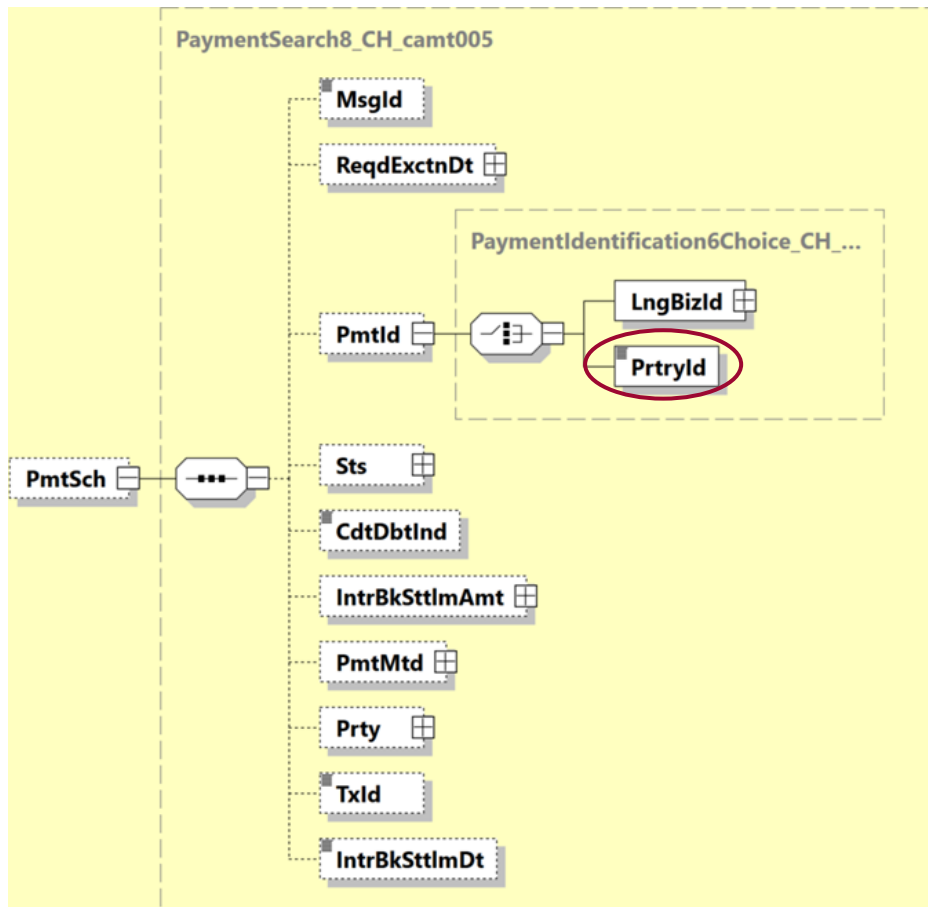 PaymentSearch8_CH_camt005
MsgId
ReqdExctnDt
PaymentIdentification6Choice_CH_...
LngBizId
PmtId
PrtryId
Sts
PmtSch
CdtDbtInd
IntrBkSttlmAmt
PmtMtd
Prty
TxId
IntrBkSttlmDt